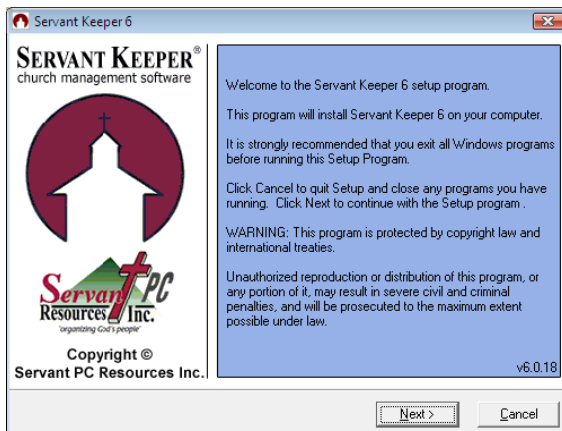 Servant Keeper 6
SERVANT KEEPER®
church management software
Servant PC
Resources Inc.
'organizing God's people'
Copyright ©
Servant PC Resources Inc.
Welcome to the Servant Keeper 6 setup program.
This program will install Servant Keeper 6 on your computer.
It is strongly recommended that you exit all Windows programs
before running this Setup Program.
Click Cancel to quit Setup and close any programs you have
running. Click Next to continue with the Setup program .
WARNING: This program is protected by copyright law and
international treaties.
Unauthorized reproduction or distribution of this program, or
any portion of it, may result in severe civil and criminal
penalties, and will be prosecuted to the maximum extent
possible under law.
v6.0.18
Next >
Cancel